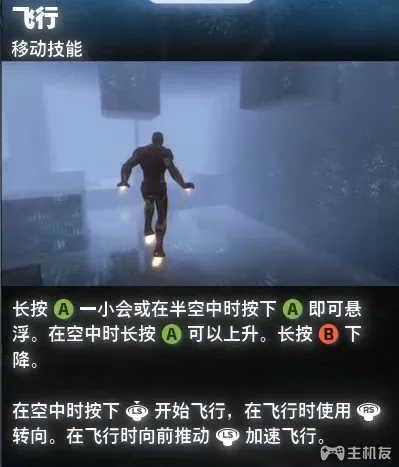 飞行
移动技能
长按 A 一小会或在半空中时按下 A 即可悬
浮。在空中时长按 A 可以上升。长按 B 下
降。
在空中时按下 LS 开始飞行，在飞行时使用 RS
转向。在飞行时向前推动 LS 加速飞行。
主机友